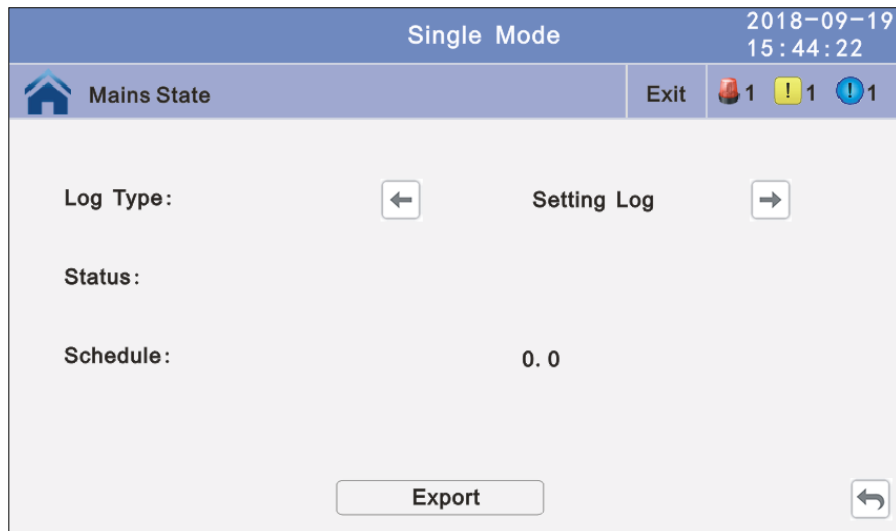 Single Mode
2018-09-19
15:44:22
Mains State
Exit
1
! 1
! 1
Log Type:
Setting Log
Status:
Schedule:
0.0
Export